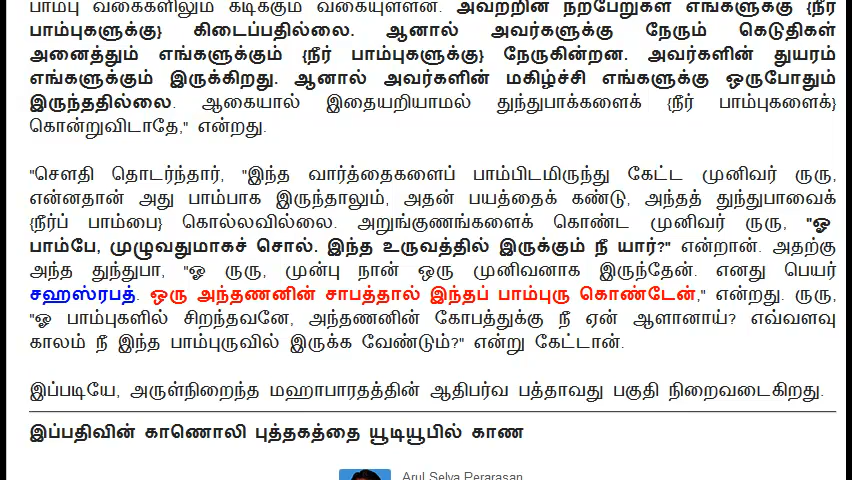 பாம்பு வகைகளிலும் கடிக்கும் வகையுள்ளன. அவற்றின் நற்பேறுகள் எங்களுக்கு {நீர்
பாம்புகளுக்கு} கிடைப்பதில்லை. ஆனால் அவர்களுக்கு நேரும் கெடுதிகள்
அனைத்தும் எங்களுக்கும் {நீர் பாம்புகளுக்கு} நேருகின்றன. அவர்களின் துயரம்
எங்களுக்கும் இருக்கிறது. ஆனால் அவர்களின் மகிழ்ச்சி எங்களுக்கு ஒருபோதும்
இருந்ததில்லை. ஆகையால் இதையறியாமல் துந்துபாக்களைக் {நீர் பாம்புகளைக்}
கொன்றுவிடாதே," என்றது.
"சௌதி தொடர்ந்தார், "இந்த வார்த்தைகளைப் பாம்பிடமிருந்து கேட்ட முனிவர் ருரு,
என்னதான் அது பாம்பாக இருந்தாலும், அதன் பயத்தைக் கண்டு, அந்தத் துந்துபாவைக்
{நீர்ப் பாம்பை} கொல்லவில்லை. அறுங்குணங்களைக் கொண்ட முனிவர் ருரு, "ஓ
பாம்பே, முழுவதுமாகச் சொல். இந்த உருவத்தில் இருக்கும் நீ யார்?" என்றான். அதற்கு
அந்த துந்துபா, "ஓ ருரு, முன்பு நான் ஒரு முனிவனாக இருந்தேன். எனது பெயர்
சஹஸ்ரபத். ஒரு அந்தணனின் சாபத்தால் இந்தப் பாம்புரு கொண்டேன்," என்றது. ருரு,
"ஓ பாம்புகளில் சிறந்தவனே, அந்தணனின் கோபத்துக்கு நீ ஏன் ஆளானாய்? எவ்வளவு
காலம் நீ இந்த பாம்புருவில் இருக்க வேண்டும்?" என்று கேட்டான்.
இப்படியே, அருள்நிறைந்த மஹாபாரதத்தின் ஆதிபர்வ பத்தாவது பகுதி நிறைவடைகிறது.
இப்பதிவின் காணொலி புத்தகத்தை யூடியூபில் காண
Arul Selva Perarasan